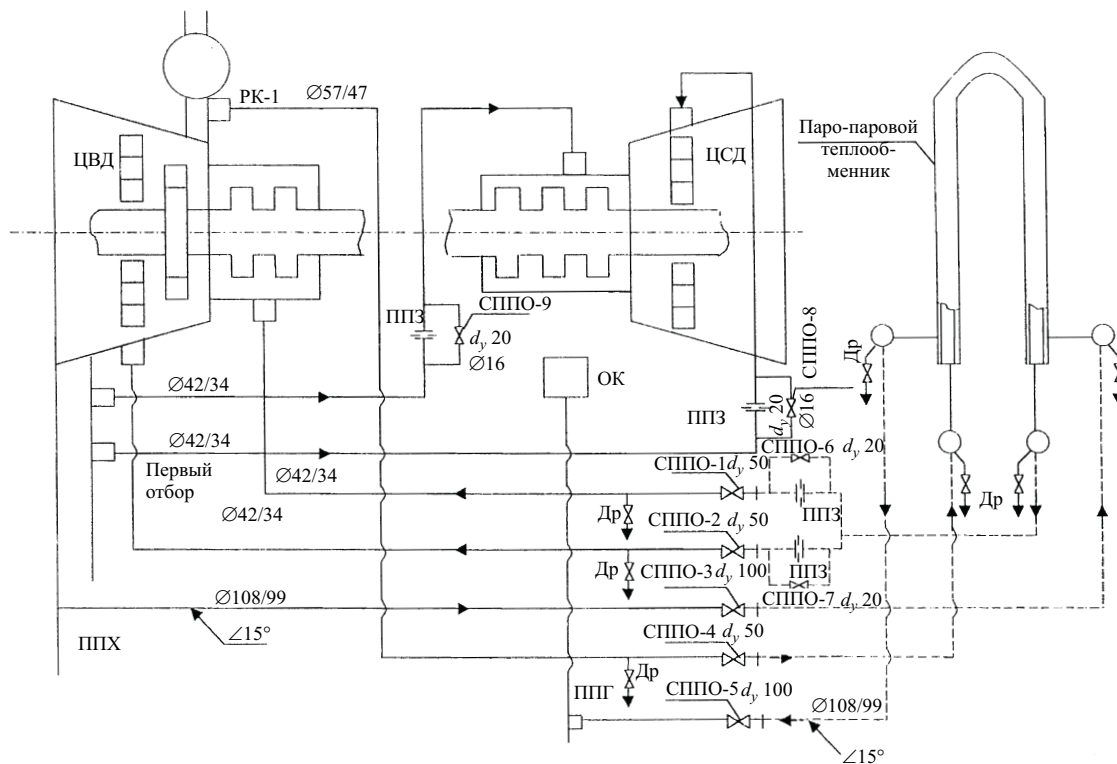 РК-1
∅57/47
ЦВД
ЦСД
Паро-паровой
теплооб-
менник
ППЗ
СППО-9
dу 20
∅16
СППО-8
dу 20
∅16
ППЗ
Др
ОК
∅42/34
∅42/34
Первый
отбор
∅42/34
∅42/34
СППО-1 dу 50
СППО-6 dу 20
ППЗ
Др
СППО-2 dу 50
ППЗ
Др
Др
СППО-3 dу 100
СППО-7 dу 20
∅108/99
∠15°
ППХ
СППО-4 dу 50
Др
ППГ
СППО-5 dу 100
∅108/99
∠15°